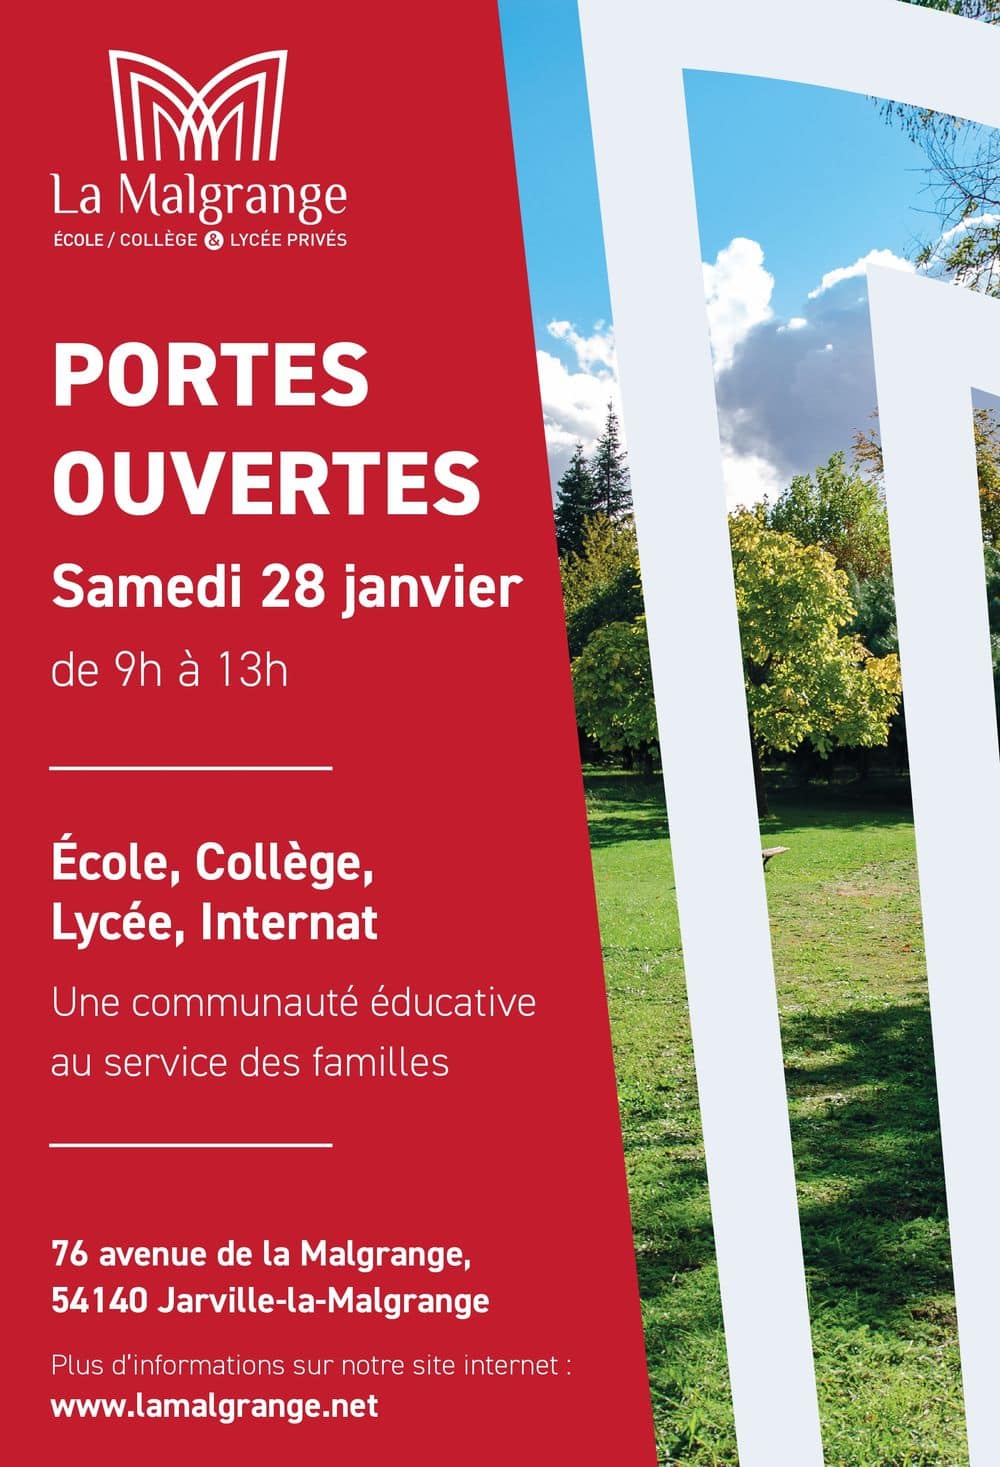 La Malgrange
ÉCOLE / COLLÈGE & LYCÉE PRIVÉS
PORTES
OUVERTES
Samedi 28 janvier
de 9h à 13h
École, Collège,
Lycée, Internat
Une communauté éducative
au service des familles
76 avenue de la Malgrange,
54140 Jarville-la-Malgrange
Plus d'informations sur notre site internet :
www.lamalgrange.net